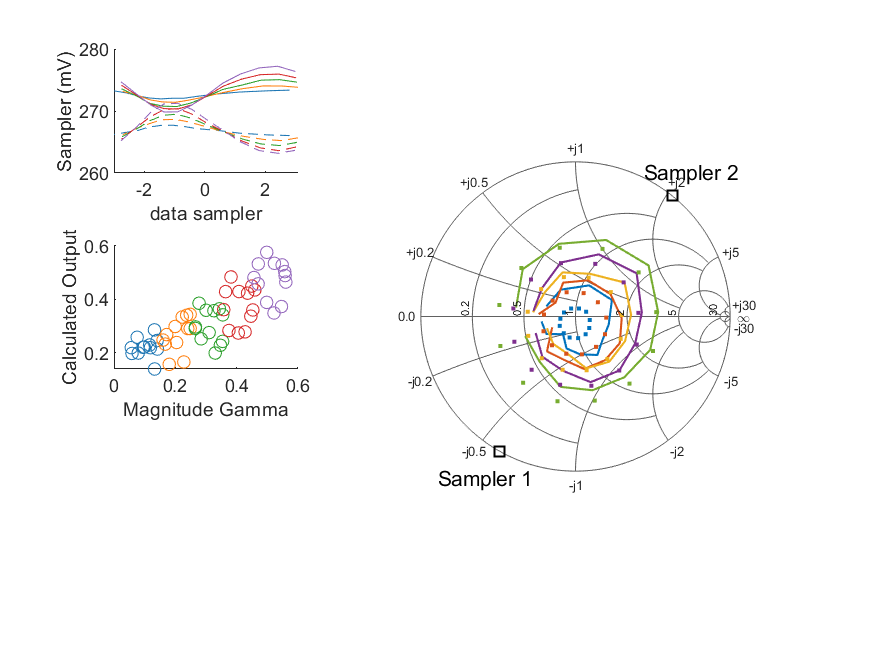 280
270
260
Sampler (mV)
-2 0 2
data sampler
0.6
0.4
0.2
Calculated Output
0 0.2 0.4 0.6
Magnitude Gamma
+j1
Sampler 2
+j2
+j0.5
+j0.2
+j5
0.0
0.2
0.5
1
2
5
30
+j30
∞
-j30
-j0.2
-j5
-j0.5
-j2
Sampler 1
-j1